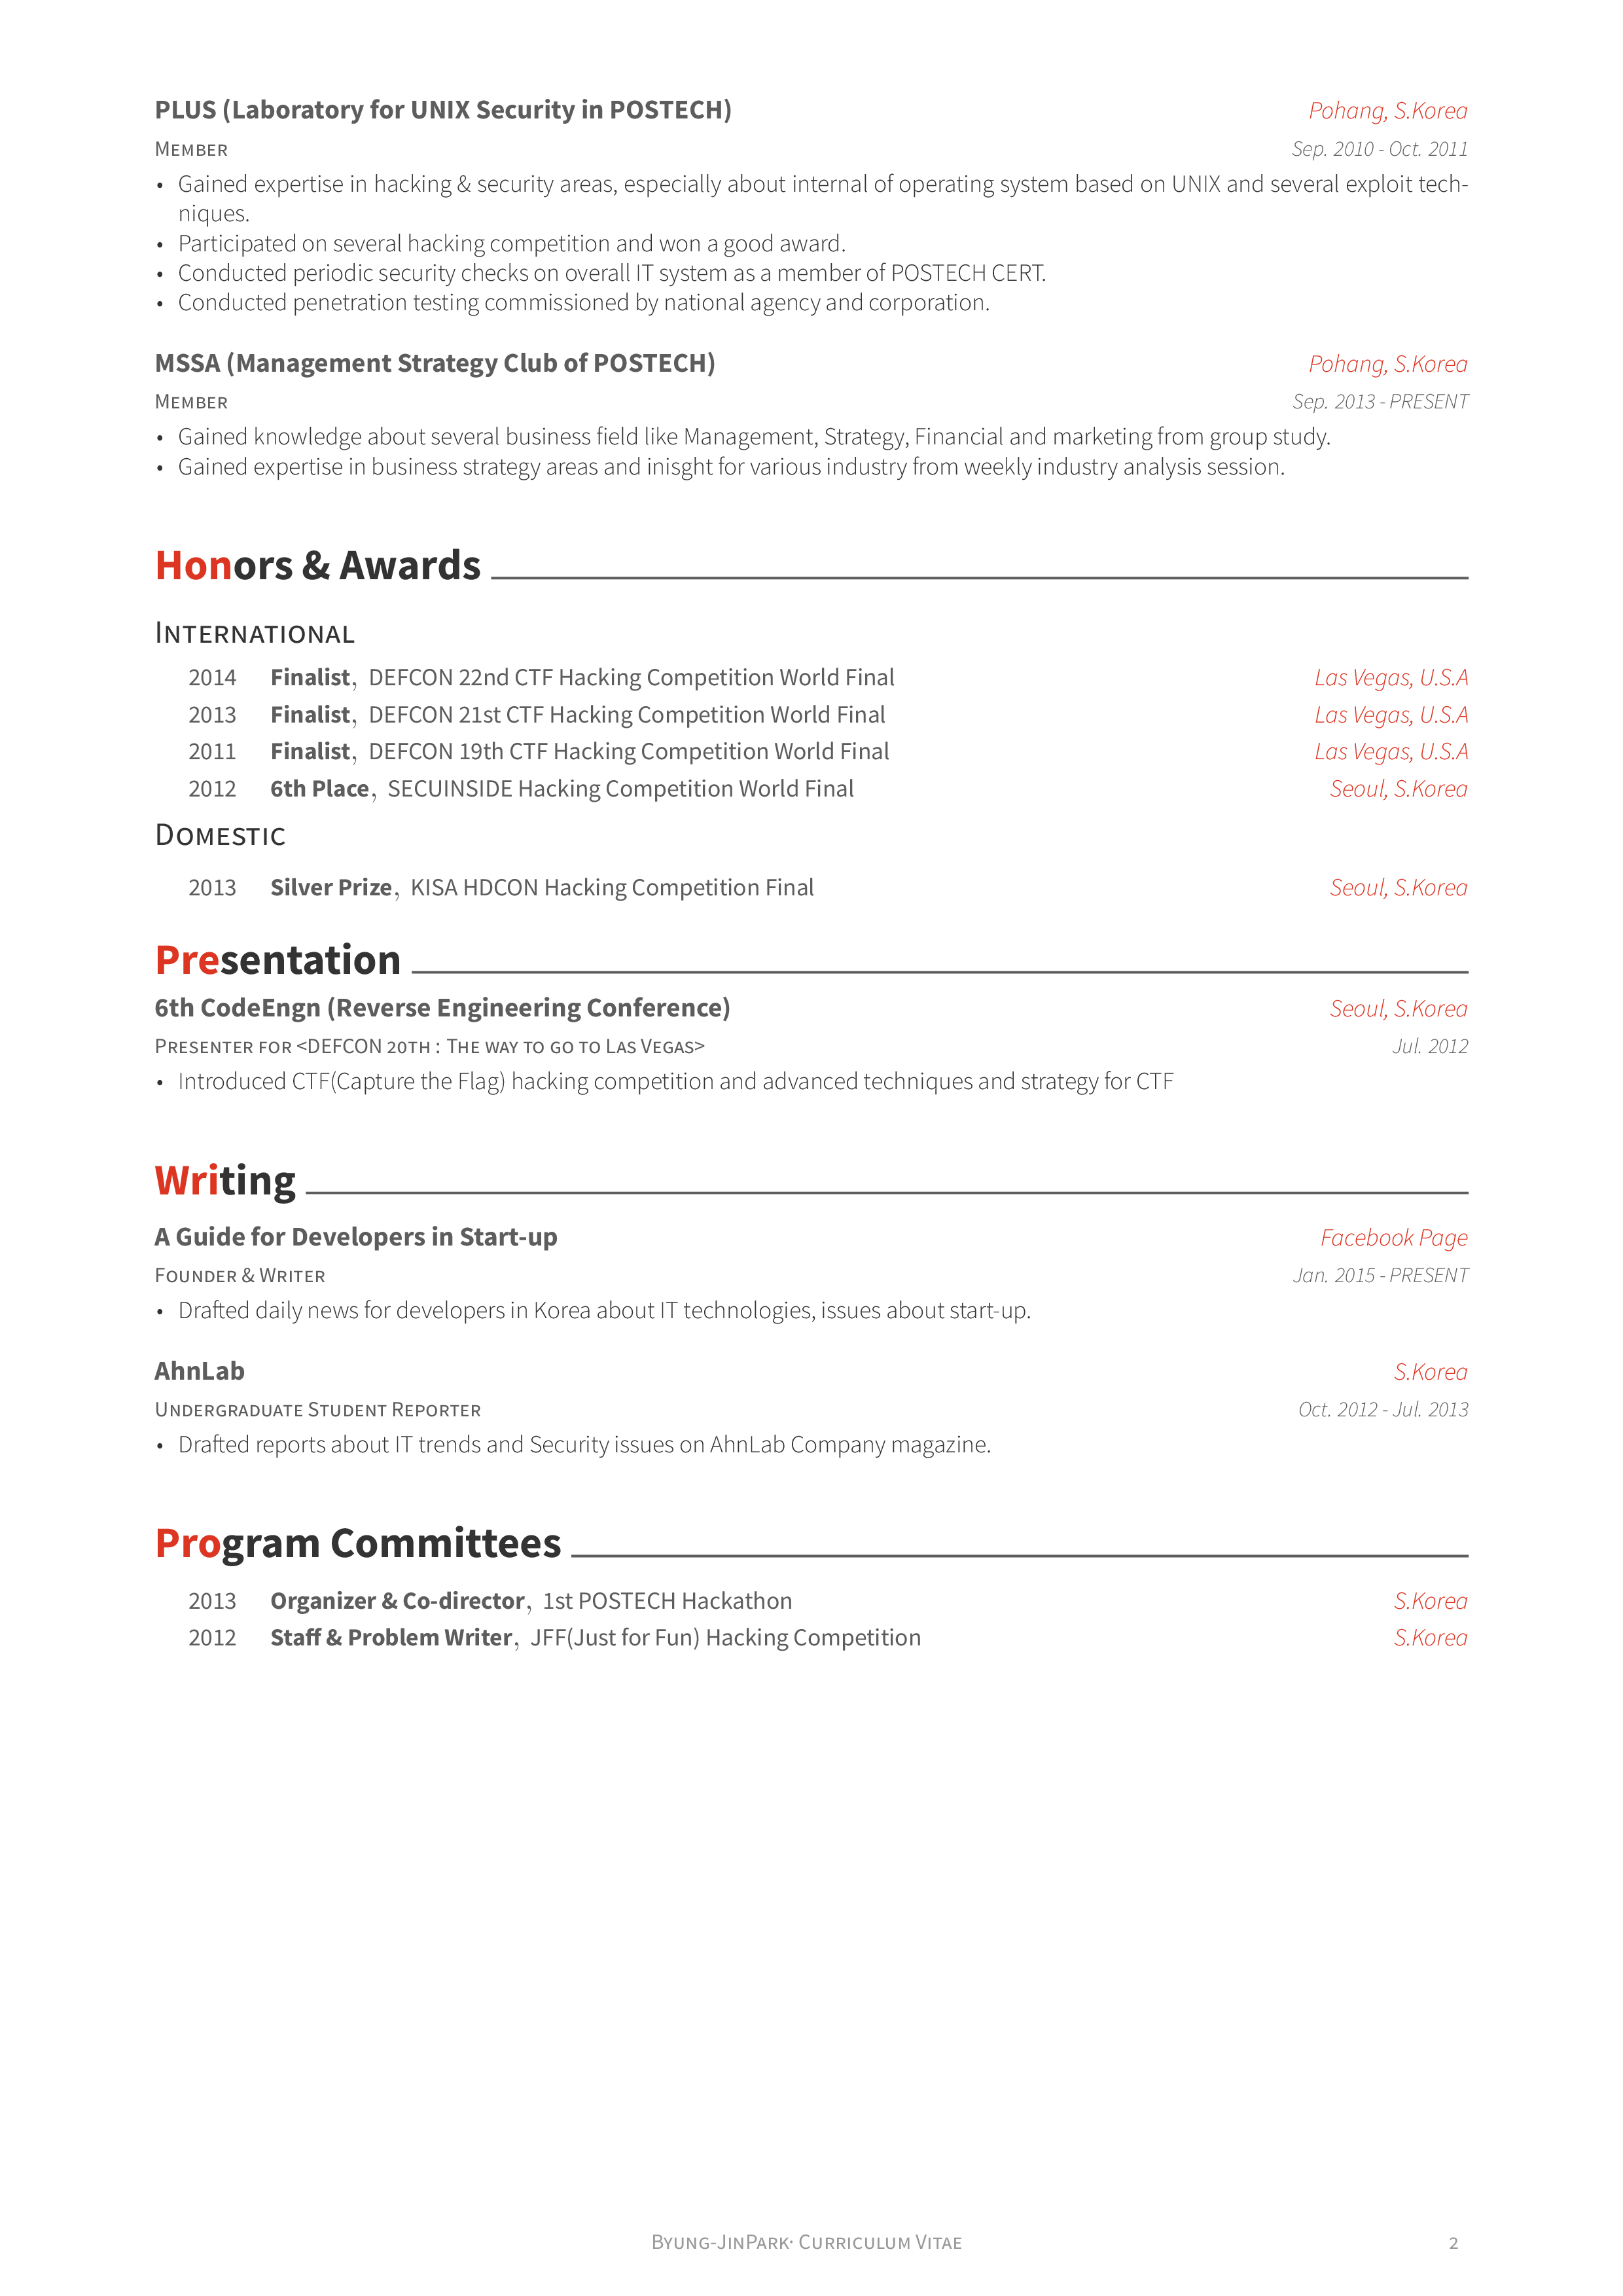 PLUS (Laboratory for UNIX Security in POSTECH) Pohang, S.Korea
Member Sep. 2010 - Oct. 2011
• Gained expertise in hacking & security areas, especially about internal of operating system based on UNIX and several exploit tech-
niques.
• Participated on several hacking competition and won a good award.
• Conducted periodic security checks on overall IT system as a member of POSTECH CERT.
• Conducted penetration testing commissioned by national agency and corporation.
MSSA (Management Strategy Club of POSTECH) Pohang, S.Korea
Member Sep. 2013 - PRESENT
• Gained knowledge about several business field like Management, Strategy, Financial and marketing from group study.
• Gained expertise in business strategy areas and inisght for various industry from weekly industry analysis session.
Honors & Awards
International
2014 Finalist, DEFCON 22nd CTF Hacking Competition World Final Las Vegas, U.S.A
2013 Finalist, DEFCON 21st CTF Hacking Competition World Final Las Vegas, U.S.A
2011 Finalist, DEFCON 19th CTF Hacking Competition World Final Las Vegas, U.S.A
2012 6th Place, SECUINSIDE Hacking Competition World Final Seoul, S.Korea
Domestic
2013 Silver Prize, KISA HDCON Hacking Competition Final Seoul, S.Korea
Presentation
6th CodeEngn (Reverse Engineering Conference) Seoul, S.Korea
Presenter for <DEFCON 20th : The way to go to Las Vegas> Jul. 2012
• Introduced CTF(Capture the Flag) hacking competition and advanced techniques and strategy for CTF
Writing
A Guide for Developers in Start-up Facebook Page
Founder & Writer Jan. 2015 - PRESENT
• Drafted daily news for developers in Korea about IT technologies, issues about start-up.
AhnLab S.Korea
Undergraduate Student Reporter Oct. 2012 - Jul. 2013
• Drafted reports about IT trends and Security issues on AhnLab Company magazine.
Program Committees
2013 Organizer & Co-director, 1st POSTECH Hackathon S.Korea
2012 Staff & Problem Writer, JFF(Just for Fun) Hacking Competition S.Korea
Byung-JinPark· Curriculum Vitae 2